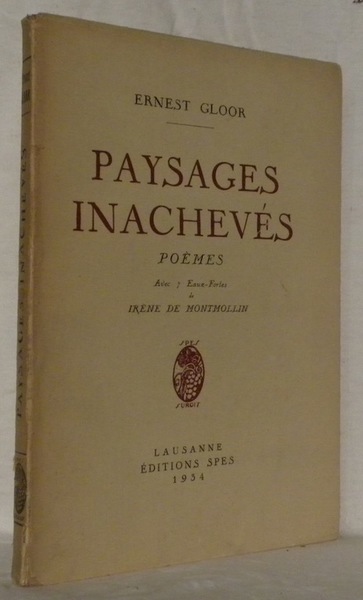 ERNEST GLOOR
PAYSAGES
INACHEVÉS
POÈMES
Avec 7 Eaux-Fortes
de
IRÈNE DE MONTMOLLIN
SPES
SURGIT
LAUSANNE
ÉDITIONS SPES
1934
PAYSAGES INACHEVÉS